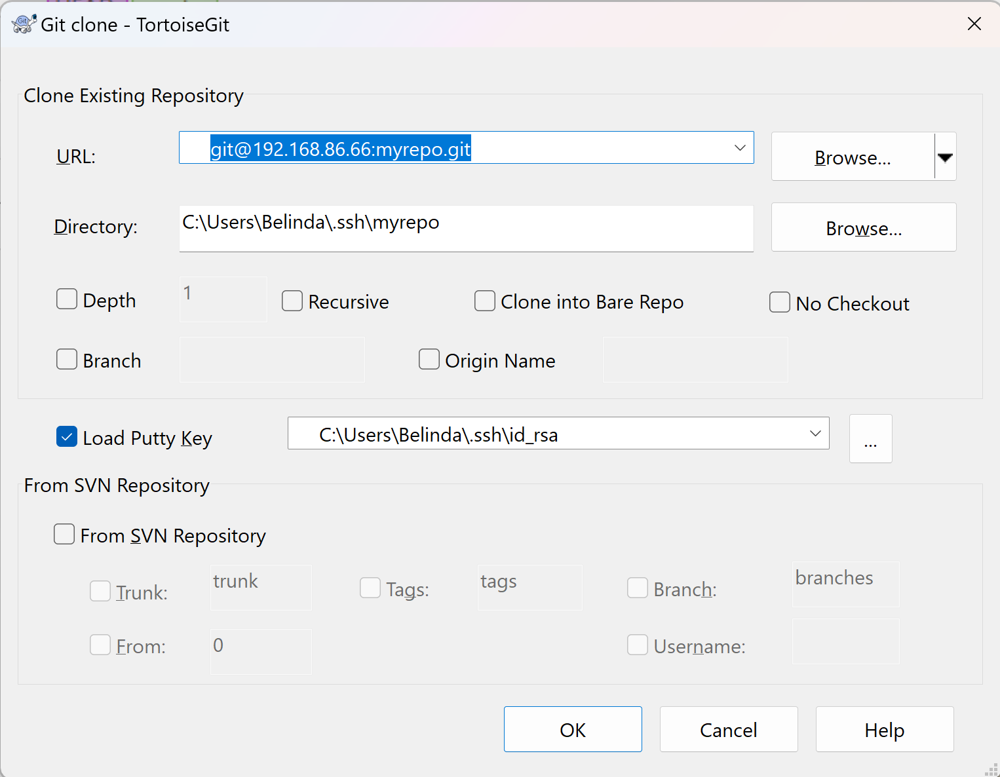 Git clone - TortoiseGit
Clone Existing Repository
URL: git@192.168.86.66:myrepo.git Browse...
Directory: C:\Users\Belinda\.ssh\myrepo Browse...
Depth 1 Recursive Clone into Bare Repo No Checkout
Branch Origin Name
Load Putty Key C:\Users\Belinda\.ssh\id_rsa ...
From SVN Repository
From SVN Repository
Trunk: trunk Tags: tags Branch: branches
From: 0 Username:
OK Cancel Help